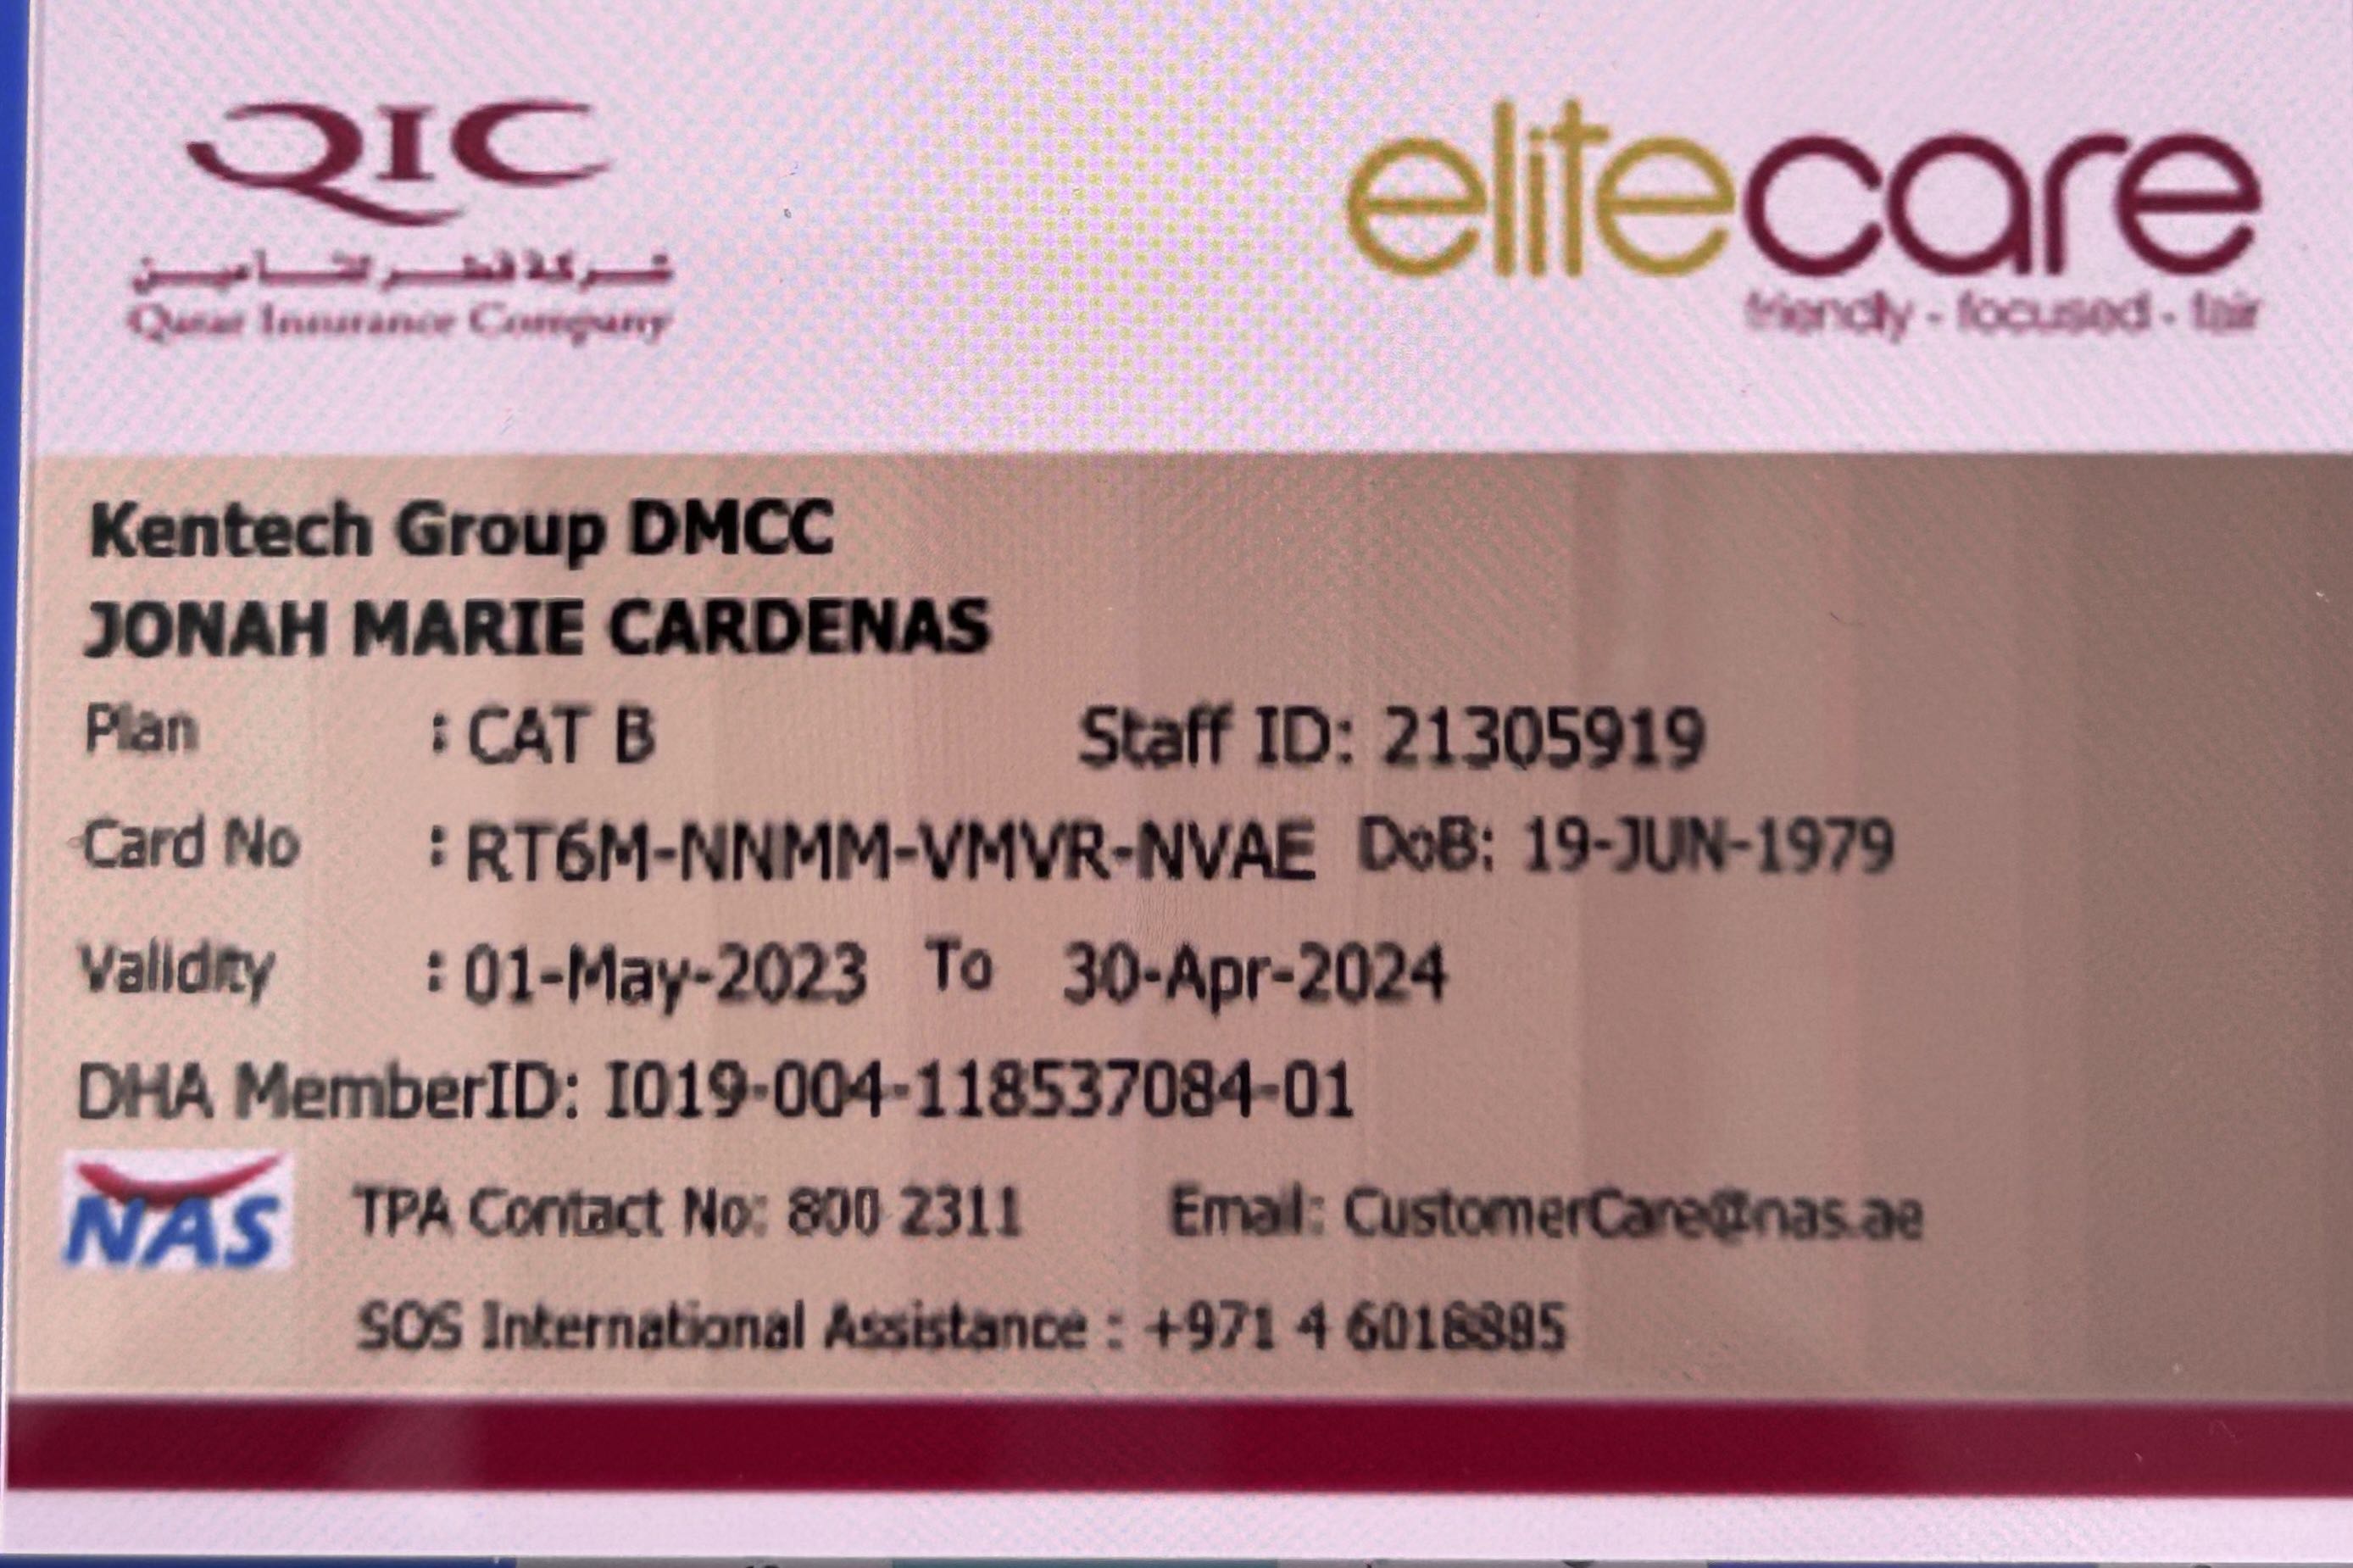 QIC
شركة قطر للتأمين
Qatar Insurance Company
elitecare
friendly - focused - fair
Kentech Group DMCC
JONAH MARIE CARDENAS
Plan : CAT B Staff ID: 21305919
Card No : RT6M-NNMM-VMVR-NVAE DoB: 19-JUN-1979
Validity : 01-May-2023 To 30-Apr-2024
DHA MemberID: I019-004-118537084-01
NAS TPA Contact No: 800 2311 Email: CustomerCare@nas.ae
SOS International Assistance : +971 4